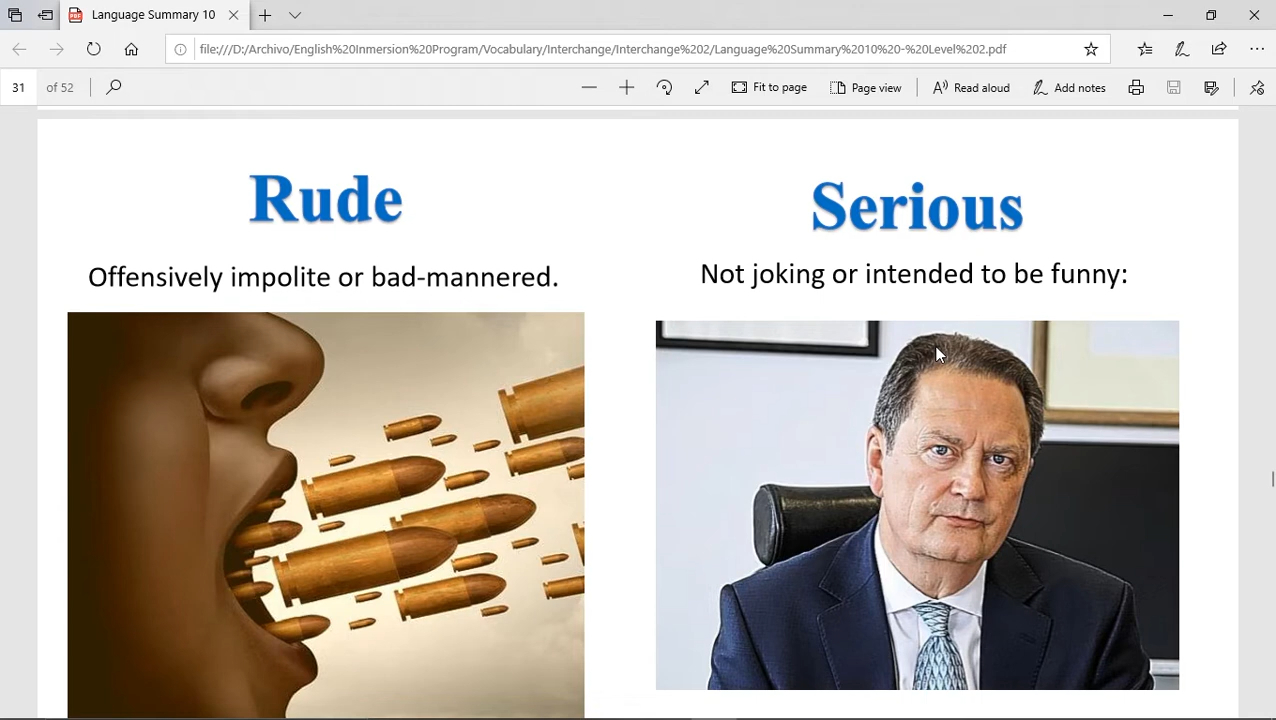 Language Summary 10
file:///D:/Archivo/English%20Inmersion%20Program/Vocabulary/Interchange/Interchange%202/Language%20Summary%2010%20-%20Level%202.pdf
31 of 52
Fit to page
Page view
Read aloud
Add notes
Rude
Serious
Offensively impolite or bad-mannered.
Not joking or intended to be funny: